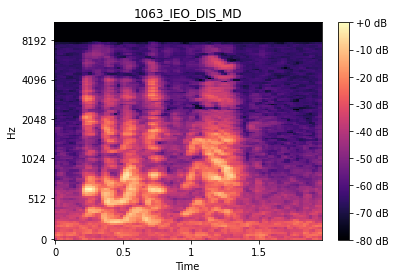 1063_IEO_DIS_MD
+0 dB
8192
-10 dB
4096
-20 dB
-30 dB
2048
Hz
-40 dB
1024
-50 dB
512
-60 dB
-70 dB
0
-80 dB
0 0.5 1 1.5
Time